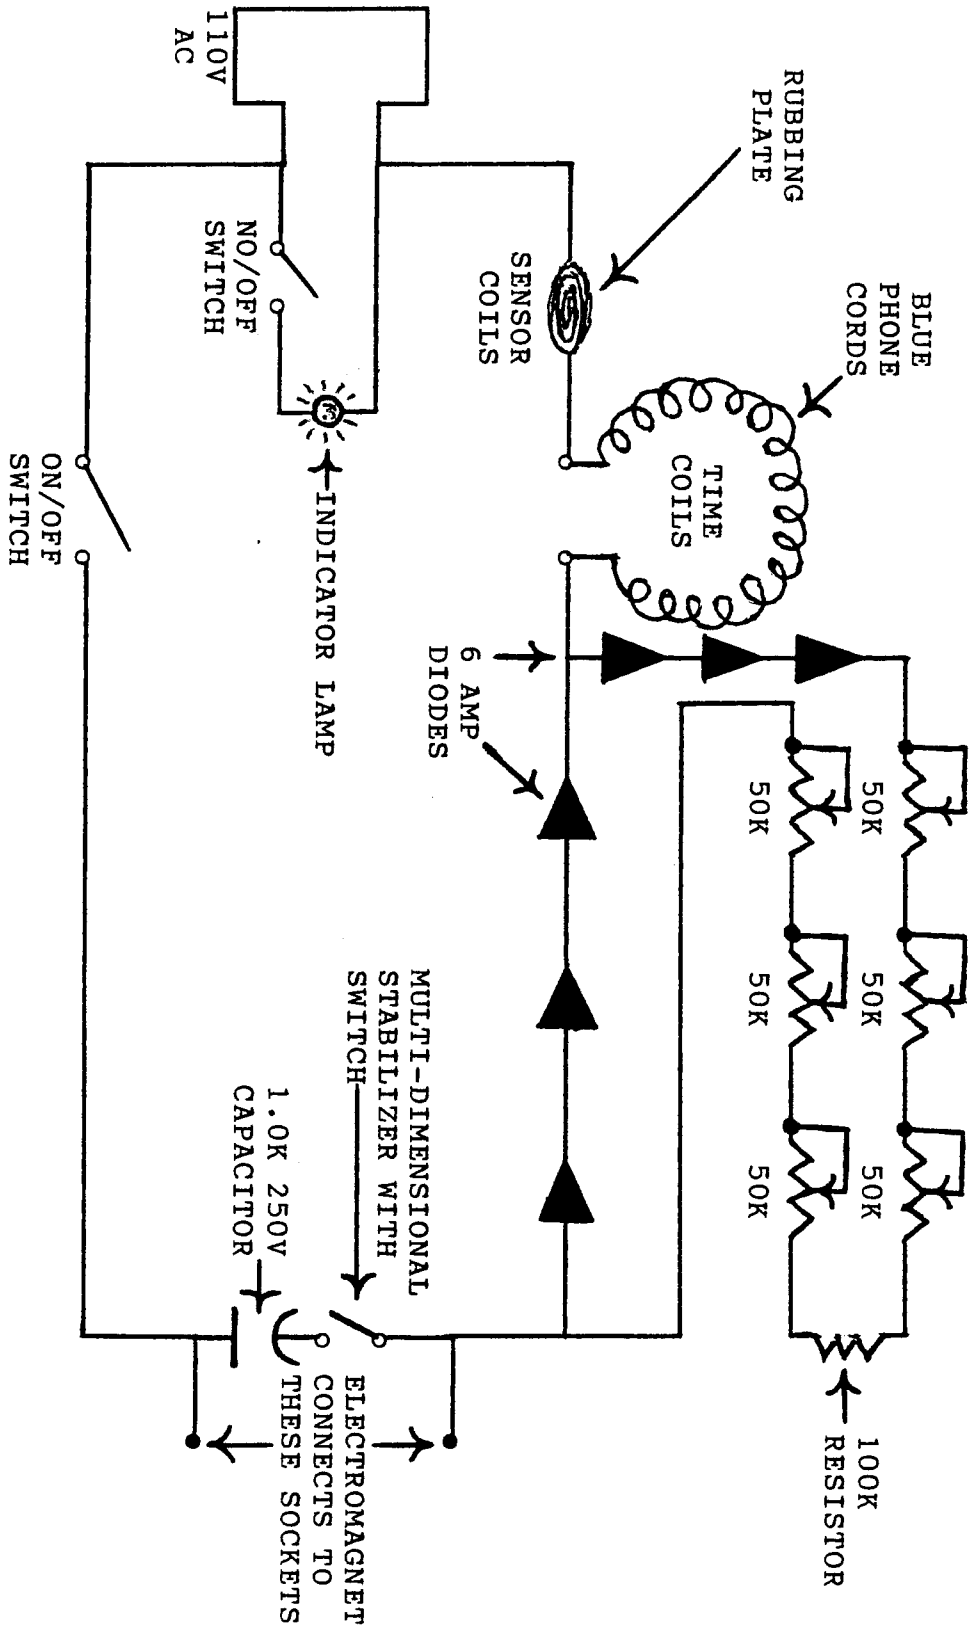 110V
AC
RUBBING
PLATE
NO/OFF
SWITCH
SENSOR
COILS
BLUE
PHONE
CORDS
TIME
COILS
ON/OFF
SWITCH
INDICATOR LAMP
6 AMP
DIODES
50K
50K
50K
50K
50K
50K
MULTI-DIMENSIONAL
STABILIZER WITH
SWITCH
1.0K 250V
CAPACITOR
ELECTROMAGNET
CONNECTS TO
THESE SOCKETS
100K
RESISTOR